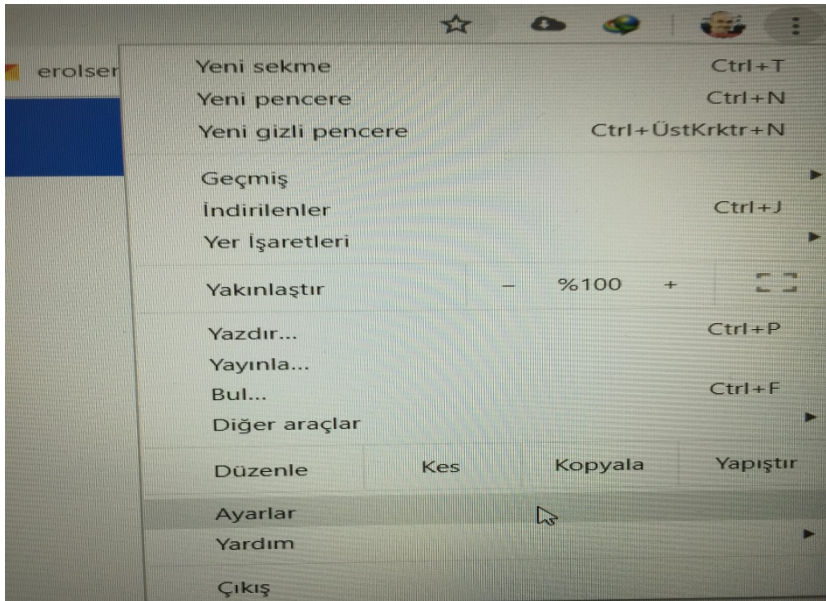 erolser
Yeni sekme Ctrl+T
Yeni pencere Ctrl+N
Yeni gizli pencere Ctrl+ÜstKrktr+N
Geçmiş
İndirilenler Ctrl+J
Yer İşaretleri
Yakınlaştır – %100 +
Yazdır... Ctrl+P
Yayınla...
Bul... Ctrl+F
Diğer araçlar
Düzenle Kes Kopyala Yapıştır
Ayarlar
Yardım
Çıkış